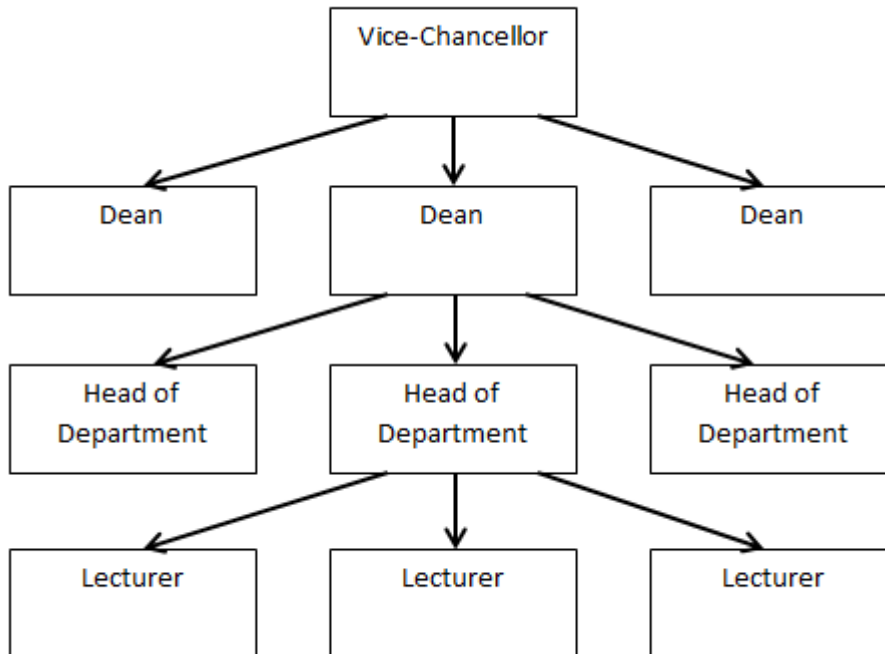 Vice-Chancellor
Dean
Dean
Dean
Head of
Department
Head of
Department
Head of
Department
Lecturer
Lecturer
Lecturer